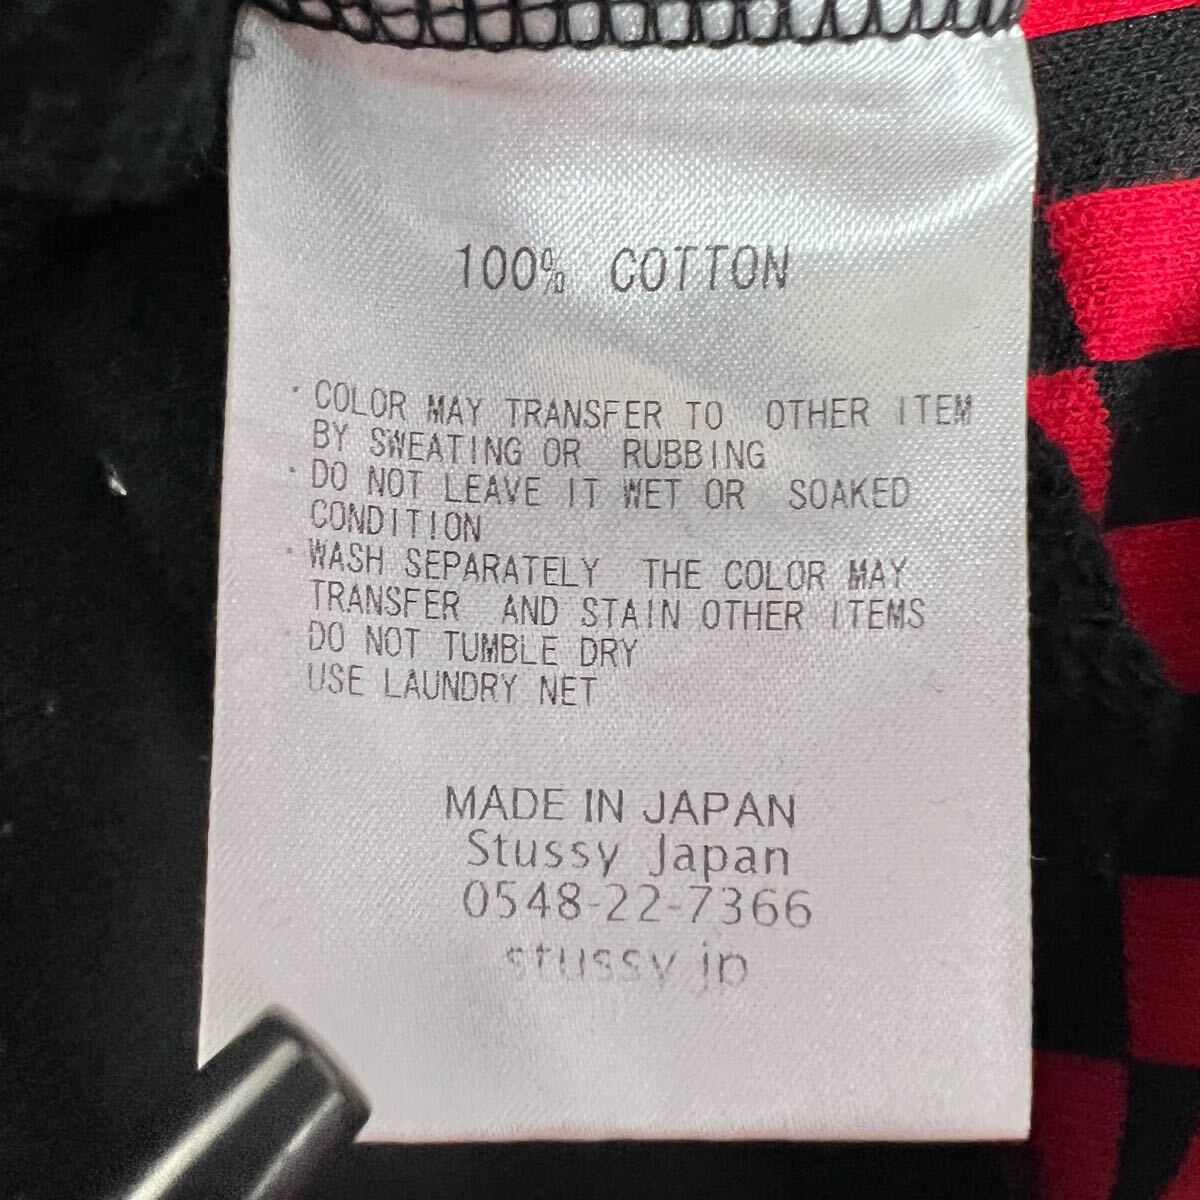 100% COTTON
・COLOR MAY TRANSFER TO OTHER ITEM
BY SWEATING OR RUBBING
・DO NOT LEAVE IT WET OR SOAKED
CONDITION
・WASH SEPARATELY THE COLOR MAY
TRANSFER AND STAIN OTHER ITEMS
・DO NOT TUMBLE DRY
USE LAUNDRY NET
MADE IN JAPAN
Stussy Japan
0548-22-7366
stussy.jp